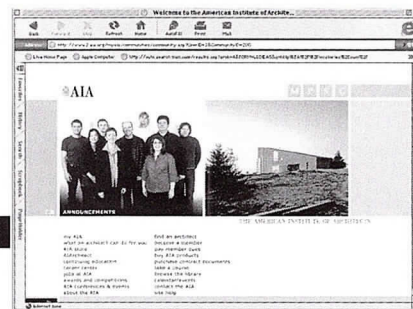 Welcome to the American Institute of Archite...
Back Forward Stop Refresh Home AutoFill Print Mail
Live Home Page Apple Computer
Favorites
History
Search
Scrapbook
Page Holder
AIA
ANNOUNCEMENTS
THE AMERICAN INSTITUTE OF ARCHITECTS
my AIA
what an architect can do for you
AIA store
AIArchitect
continuing education
career center
join at AIA
awards and competitions
AIA conferences & events
about the AIA
find an architect
become a member
pay member dues
buy AIA products
purchase contract documents
take a course
browse the library
calendar/events
contact the AIA
use help
Internet zone